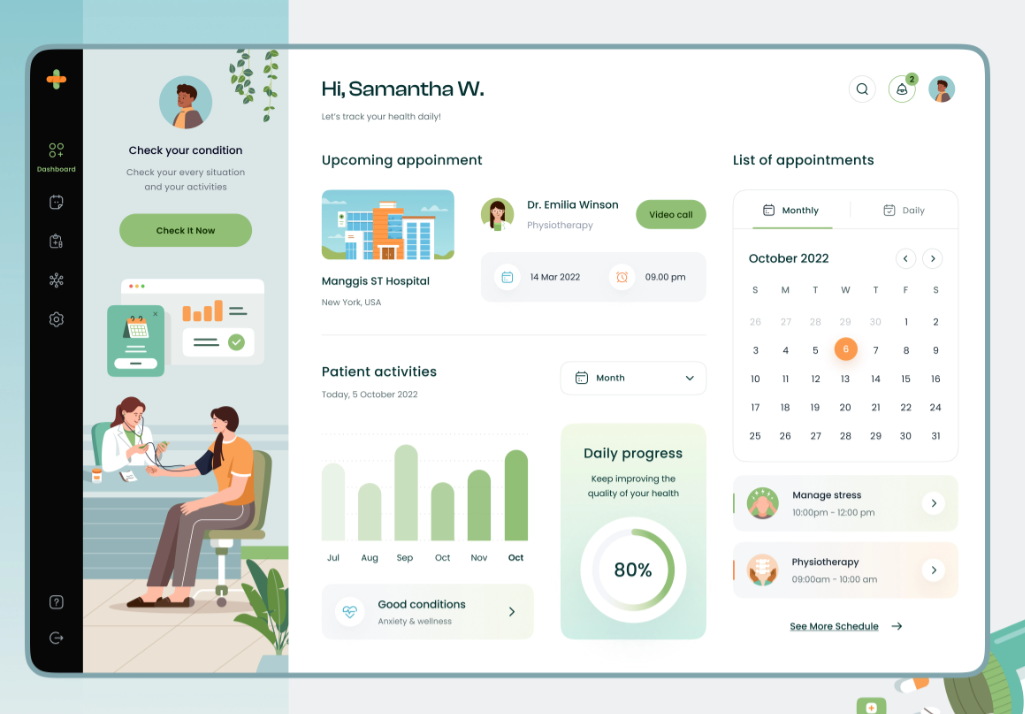 Dashboard
Check your condition
Check your every situation
and your activities
Check It Now
Hi, Samantha W.
Let's track your health daily!
2
Upcoming appoinment
Manggis ST Hospital
New York, USA
Dr. Emilia Winson
Physiotherapy
Video call
14 Mar 2022
09.00 pm
Patient activities
Today, 5 October 2022
Month
Jul Aug Sep Oct Nov Oct
Good conditions
Anxiety & wellness
Daily progress
Keep improving the
quality of your health
80%
List of appointments
Monthly Daily
October 2022
S M T W T F S
26 27 28 29 30 1 2
3 4 5 6 7 8 9
10 11 12 13 14 15 16
17 18 19 20 21 22 24
25 26 27 28 29 30 31
Manage stress
10:00pm - 12:00 pm
Physiotherapy
09:00am - 10:00 am
See More Schedule